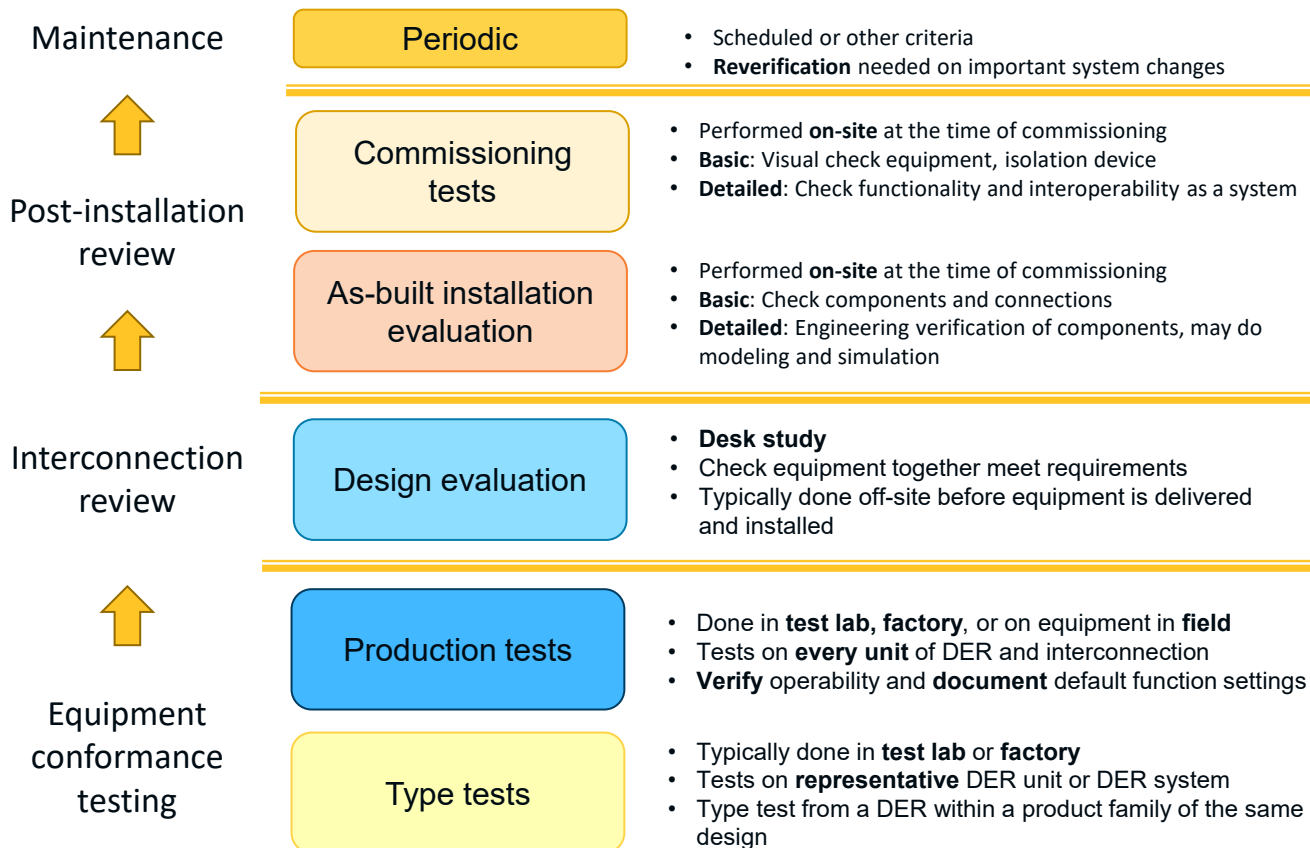 Maintenance
Periodic
• Scheduled or other criteria
• Reverification needed on important system changes
Post-installation
review
Commissioning
tests
• Performed on-site at the time of commissioning
• Basic: Visual check equipment, isolation device
• Detailed: Check functionality and interoperability as a system
As-built installation
evaluation
• Performed on-site at the time of commissioning
• Basic: Check components and connections
• Detailed: Engineering verification of components, may do
modeling and simulation
Interconnection
review
Design evaluation
• Desk study
• Check equipment together meet requirements
• Typically done off-site before equipment is delivered
and installed
Equipment
conformance
testing
Production tests
• Done in test lab, factory, or on equipment in field
• Tests on every unit of DER and interconnection
• Verify operability and document default function settings
Type tests
• Typically done in test lab or factory
• Tests on representative DER unit or DER system
• Type test from a DER within a product family of the same
design